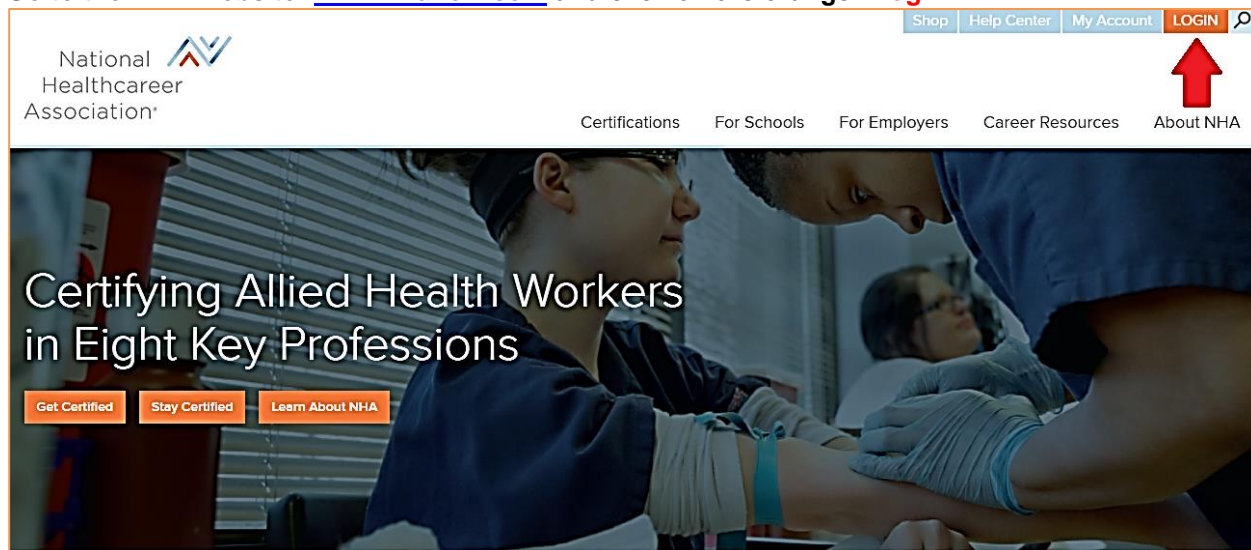 Shop Help Center My Account LOGIN
National
Healthcareer
Association
Certifications For Schools For Employers Career Resources About NHA
Certifying Allied Health Workers
in Eight Key Professions
Get Certified Stay Certified Learn About NHA